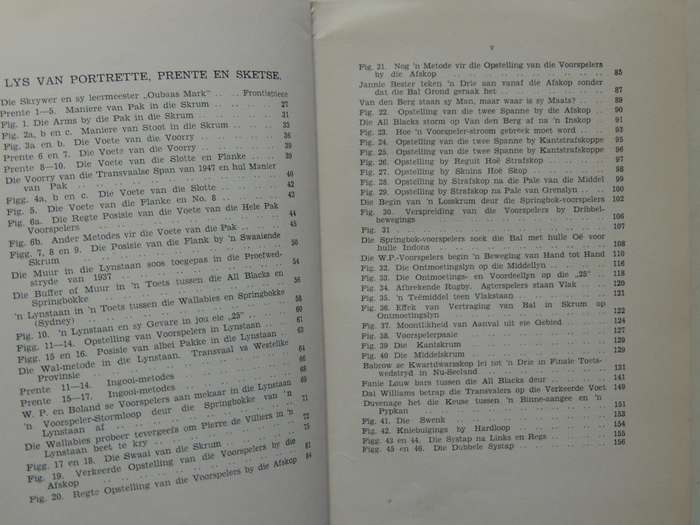 LYS VAN PORTRETTE, PRENTE EN SKETSE.
Die Skrywer en sy leermeester „Oubaas Mark” .. .. Frontispiece
Prente 1—5. Maniere van Pak in die Skrum .. .. 27
Fig. 1. Die Arms by die Pak in die Skrum .. .. 31
Figg. 2a, b en c. Maniere van Stoot in die Skrum .. 33
Fig. 3a en b. Die Voete van die Voorry .. .. 36
Prente 6 en 7. Die Voete van die Voorry .. .. 39
Prente 8—10. Die Voete van die Slotte en Flanke .. 39
Die Voorry van die Transvaalse Span van 1947 en hul Manier
van Pak .. .. 40
Figg. 4a, b en c. Die Voete van die Slotte .. .. 42
Fig. 5. Die Voete van die Flanke en No. 8 .. .. 43
Fig. 6a. Die Regte Posisie van die Voete van die Hele Pak
Voorspelers .. .. 44
Fig. 6b. Ander Metodes vir die Voete van die Pak .. 45
Figg. 7, 8 en 9. Die Posisie van die Flank by 'n Swaaiende
Skrum .. .. 50
Die Muur in die Lynstaan soos toegepas in die Proefwed-
stryde van 1937 .. .. 54
Die Buffer of Muur in 'n Toets tussen die All Blacks en
Springbokke .. ..
'n Lynstaan in 'n Toets tussen die Wallabies en Springbokke
(Sydney) .. .. 58
Fig. 10. 'n Lynstaan en sy Gevare in jou eie „25” .. 60
Figg. 11—14. Opstelling van Voorspelers in Lynstaan .. 61
Figg. 15 en 16. Posisie van albei Pakke in die Lynstaan ..
Die Wal-metode in die Lynstaan. Transvaal vs Westelike
Provinsie .. ..
Prente 11—14. Ingooi-metodes .. ..
Prente 15—17. Ingooi-metodes .. ..
W. P. en Boland se Voorspelers aan mekaar in die Lynstaan
'n Voorspeler-Stormloop deur die Springbokke van 'n
Lynstaan af .. ..
Die Wallabies probeer tevergeefs om Pierre de Villiers in 'n
Lynstaan beet te kry .. ..
Figg. 17 en 18. Die Swaai van die Skrum .. ..
Fig. 19. Verkeerde Opstelling van die Voorspelers by die
Afskop .. ..
Fig. 20. Regte Opstelling van die Voorspelers by die Afskop 84
v
Fig. 21. Nog 'n Metode vir die Opstelling van die Voorspelers
by die Afskop .. .. 85
Jannie Bester teken 'n Drie aan vanaf die Afskop sonder
dat die Bal Grond geraak het .. .. 87
Van den Berg staan sy Man, maar waar is sy Maats? .. 89
Fig. 22. Opstelling van die twee Spanne by die Afskop .. 90
Die All Blacks storm op Van den Berg af na 'n Inskop .. 91
Fig. 23. Hoe 'n Voorspeler-stroom gebreek moet word .. 93
Fig. 24. Opstelling van die twee Spanne by Kantstrafskoppe 95
Fig. 25. Opstelling van die twee Spanne by Kantstrafskoppe 96
Fig. 26. Opstelling by Reguit Hoë Strafskop .. .. 97
Fig. 27. Opstelling by Skuins Hoë Skop .. .. 98
Fig. 28. Opstelling by Strafskop na die Pale van die Middel 99
Fig. 29. Opstelling by Strafskop na die Pale van Grenslyn .. 100
Die Begin van 'n Losskrum deur die Springbok-voorspelers 102
Fig. 30. Verspreiding van die Voorspelers by Dribbel-
bewegings .. .. 106
Fig. 31 .. .. 107
Die Springbok-voorspelers soek die Bal met hulle Oë voor
hulle Indons .. .. 108
Die W.P.-Voorspelers begin 'n Beweging van Hand tot Hand 110
Fig. 32. Die Ontmoetingslyn op die Middellyn .. .. 116
Fig. 33. Die Ontmoetings- en Voordeellyn op die „25” .. 118
Fig. 34. Afbrekende Rugby. Agterspelers staan Vlak .. 120
Fig. 35. 'n Teëmiddel teen Vlakstaan .. .. 121
Fig. 36. Effek van Vertraging van Bal in Skrum op
Ontmoetingslyn .. .. 122
Fig. 37. Moontlikheid van Aanval uit eie Gebied .. .. 124
Fig. 38. Voorspelerpasie .. .. 127
Fig. 39 Die Kantskrum .. .. 129
Fig. 40 Die Middelskrum .. .. 129
Babrow se Kwartdwarsskop lei tot 'n Drie in Finale Toets-
wedstryd in Nu-Seeland .. .. 131
Fanie Louw bars tussen die All Blacks deur .. .. 141
Dai Williams betrap die Transvalers op die Verkeerde Voet 149
Duvenage het die Keuse tussen 'n Binne-aangee en 'n
Pypkan .. .. 151
Fig. 41. Die Swenk .. .. 153
Fig. 42. Kniebuigings by Hardloop .. .. 154
Figg. 43 en 44. Die Systap na Links en Regs .. .. 155
Figg. 45 en 46. Die Dubbele Systap .. .. 156